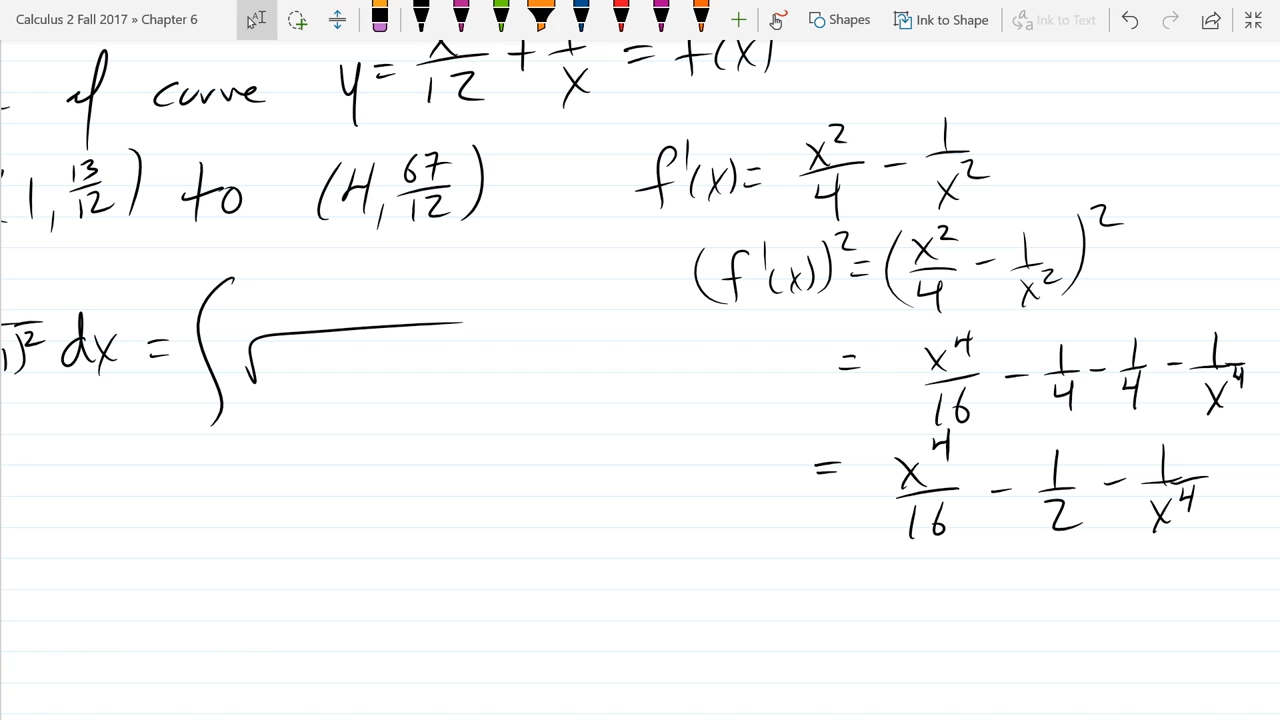 Calculus 2 Fall 2017 » Chapter 6
Shapes
Ink to Shape
Ink to Text
if curve y = x/12 + 1/x = f(x)
(1, 13/12) to (4, 67/12)
f'(x) = x²/4 - 1/x²
(f'(x))² = (x²/4 - 1/x²)²
)² dx = ∫√
= x⁴/16 - 1/4 - 1/4 - 1/x⁴
= x⁴/16 - 1/2 - 1/x⁴